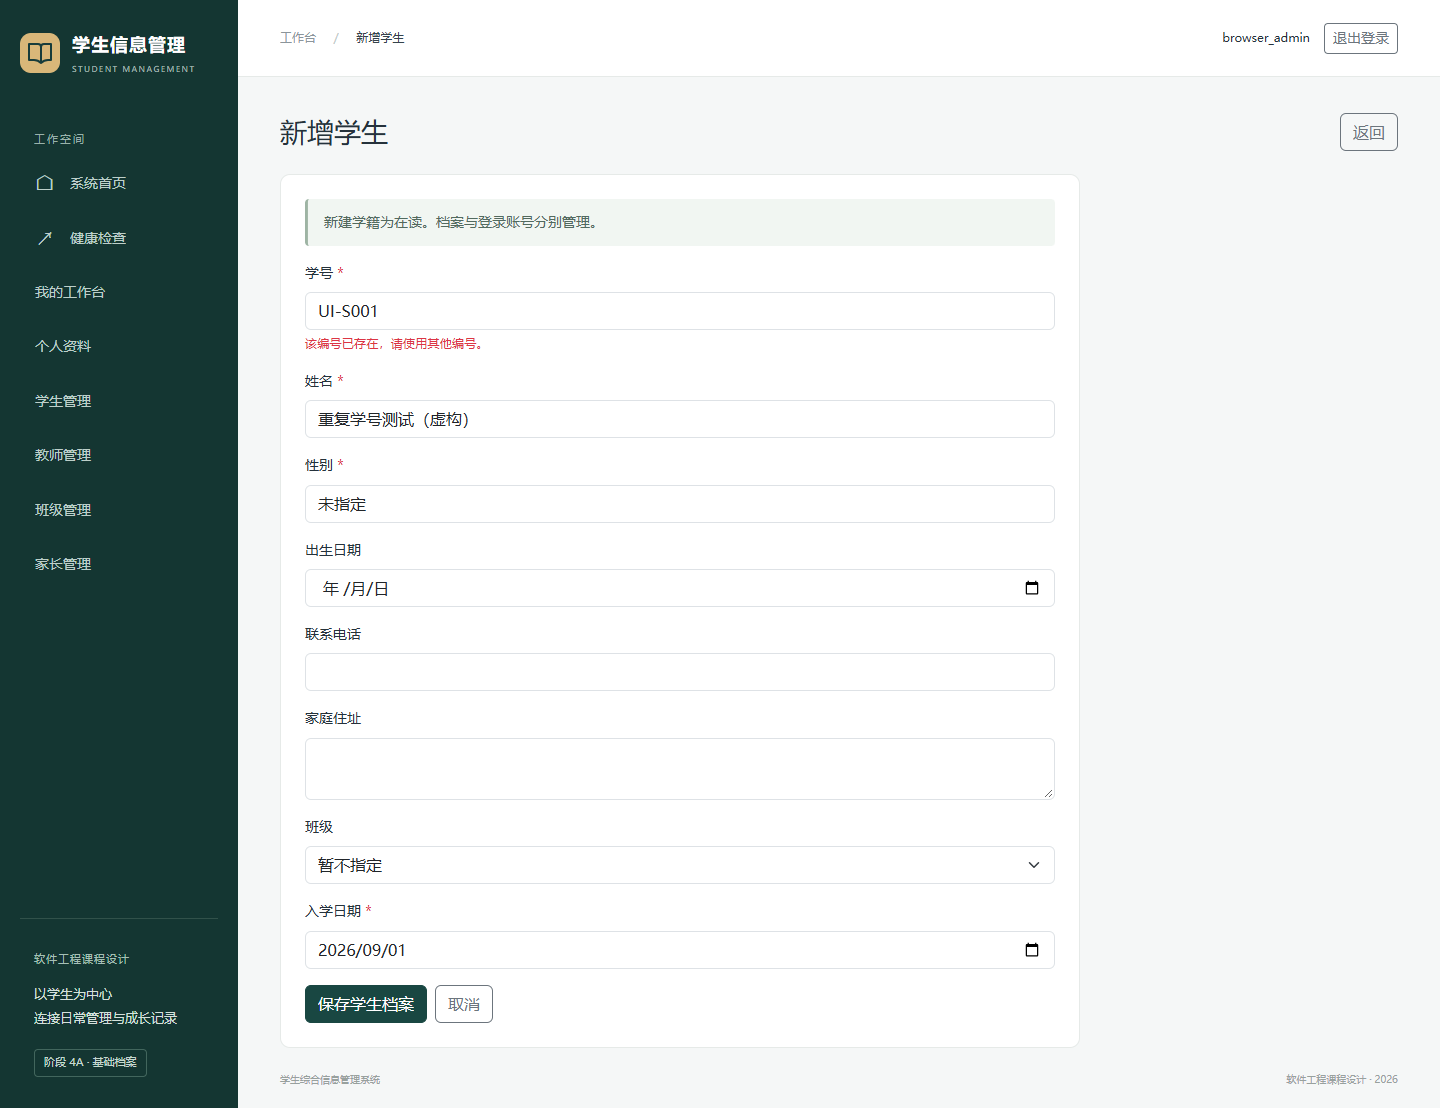 学生信息管理
STUDENT MANAGEMENT
工作空间
系统首页
健康检查
我的工作台
个人资料
学生管理
教师管理
班级管理
家长管理
软件工程课程设计
以学生为中心
连接日常管理与成长记录
阶段 4A · 基础档案
工作台 / 新增学生
browser_admin
退出登录
新增学生
返回
新建学籍为在读。档案与登录账号分别管理。
学号 *
UI-S001
该编号已存在，请使用其他编号。
姓名 *
重复学号测试（虚构）
性别 *
未指定
出生日期
年 /月/日
联系电话
家庭住址
班级
暂不指定
入学日期 *
2026/09/01
保存学生档案
取消
学生综合信息管理系统
软件工程课程设计 · 2026